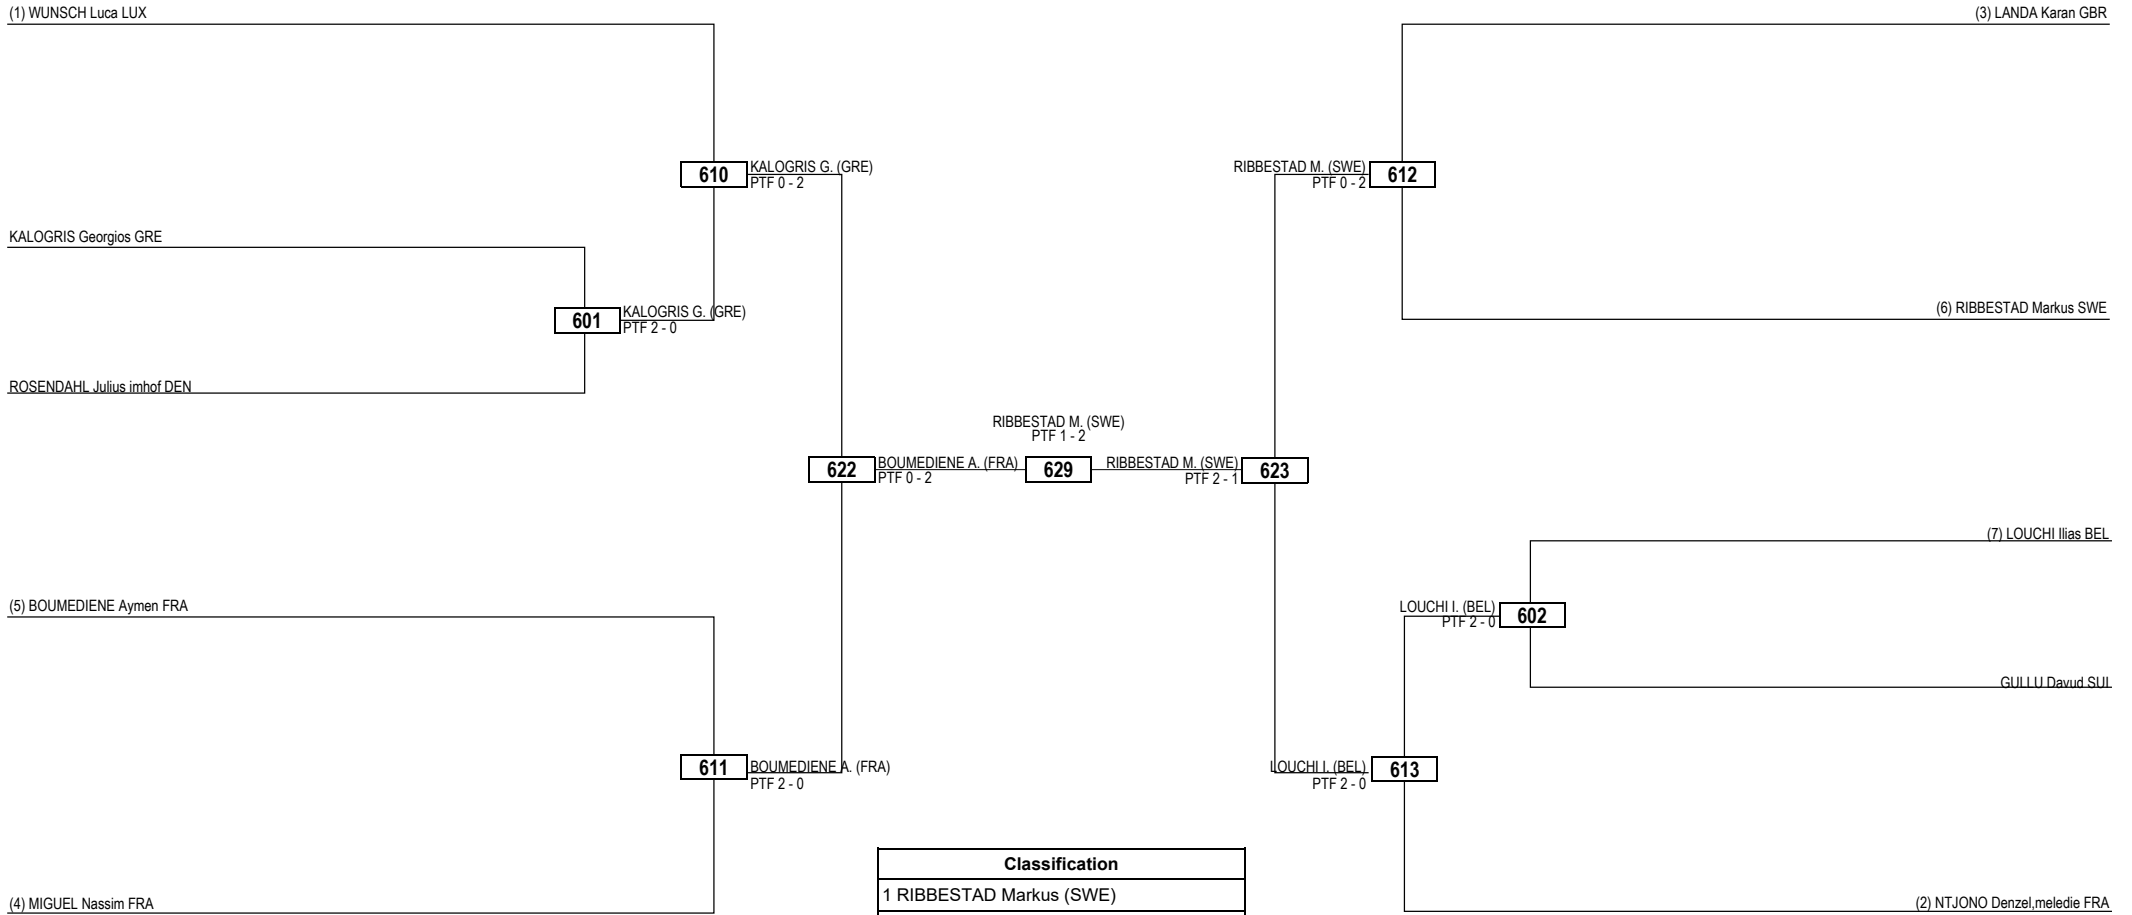 (1) WUNSCH Luca LUX
(3) LANDA Karan GBR
610
KALOGRIS G. (GRE)
PTF 0 - 2
RIBBESTAD M. (SWE)
PTF 0 - 2
612
KALOGRIS Georgios GRE
601
KALOGRIS G. (GRE)
PTF 2 - 0
(6) RIBBESTAD Markus SWE
ROSENDAHL Julius imhof DEN
RIBBESTAD M. (SWE)
PTF 1 - 2
622
BOUMEDIENE A. (FRA)
PTF 0 - 2
629
RIBBESTAD M. (SWE)
PTF 2 - 1
623
(7) LOUCHI Ilias BEL
(5) BOUMEDIENE Aymen FRA
LOUCHI I. (BEL)
PTF 2 - 0
602
GULLU Davud SUI
611
BOUMEDIENE A. (FRA)
PTF 2 - 0
LOUCHI I. (BEL)
PTF 2 - 0
613
Classification
1 RIBBESTAD Markus (SWE)
(4) MIGUEL Nassim FRA
(2) NTJONO Denzel,meledie FRA